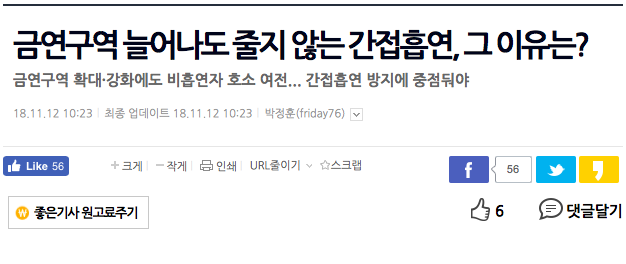 금연구역 늘어나도 줄지 않는 간접흡연, 그 이유는?
금연구역 확대·강화에도 비흡연자 호소 여전... 간접흡연 방지에 중점둬야
18.11.12 10:23 | 최종 업데이트 18.11.12 10:23 | 박정훈(friday76)
Like 56 + 크게 - 작게 인쇄 URL줄이기 ☆스크랩 f 56
W 좋은기사 원고료주기 6 댓글달기